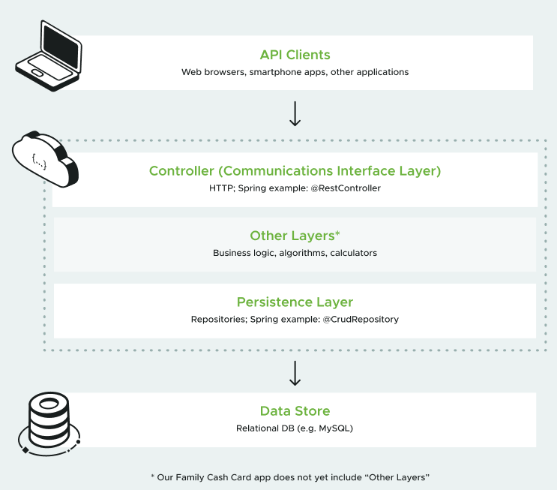 API Clients
Web browsers, smartphone apps, other applications
{...}
Controller (Communications Interface Layer)
HTTP; Spring example: @RestController
Other Layers*
Business logic, algorithms, calculators
Persistence Layer
Repositories; Spring example: @CrudRepository
Data Store
Relational DB (e.g. MySQL)
* Our Family Cash Card app does not yet include “Other Layers”